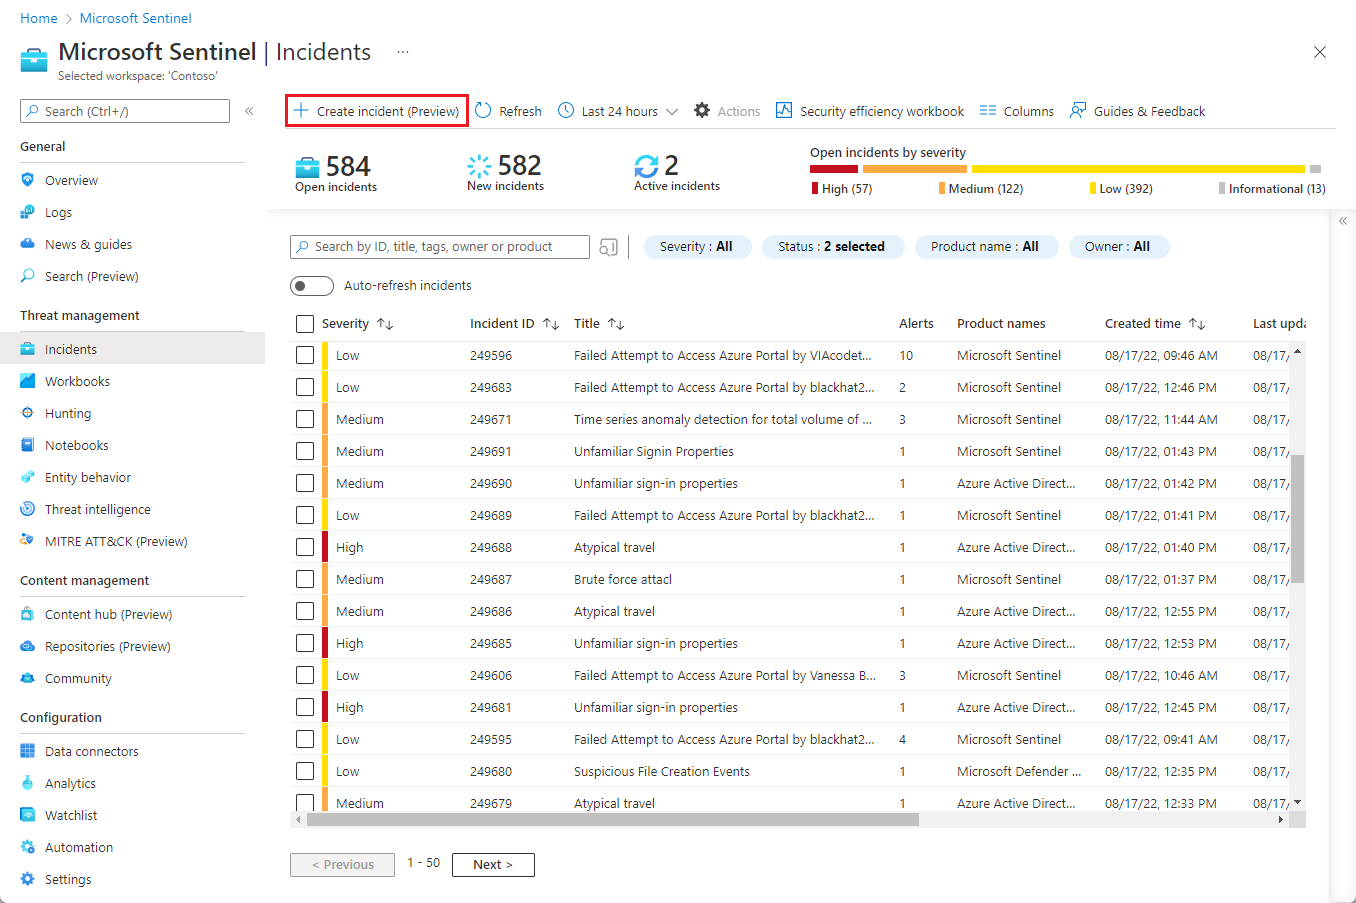 Home > Microsoft Sentinel
Microsoft Sentinel | Incidents ...
Selected workspace: 'Contoso'
Search (Ctrl+/) «
General
Overview
Logs
News & guides
Search (Preview)
Threat management
Incidents
Workbooks
Hunting
Notebooks
Entity behavior
Threat intelligence
MITRE ATT&CK (Preview)
Content management
Content hub (Preview)
Repositories (Preview)
Community
Configuration
Data connectors
Analytics
Watchlist
Automation
Settings
Create incident (Preview) Refresh Last 24 hours Actions Security efficiency workbook Columns Guides & Feedback
584 Open incidents
582 New incidents
2 Active incidents
Open incidents by severity
High (57) Medium (122) Low (392) Informational (13)
Search by ID, title, tags, owner or product Severity : All Status : 2 selected Product name : All Owner : All
Auto-refresh incidents
Severity Incident ID Title Alerts Product names Created time Last upda
Low 249596 Failed Attempt to Access Azure Portal by VIAcodet... 10 Microsoft Sentinel 08/17/22, 09:46 AM 08/17/
Low 249683 Failed Attempt to Access Azure Portal by blackhat2... 2 Microsoft Sentinel 08/17/22, 12:46 PM 08/17/
Medium 249671 Time series anomaly detection for total volume of ... 3 Microsoft Sentinel 08/17/22, 11:44 AM 08/17/
Medium 249691 Unfamiliar Signin Properties 1 Microsoft Sentinel 08/17/22, 01:43 PM 08/17/
Medium 249690 Unfamiliar sign-in properties 1 Azure Active Direct... 08/17/22, 01:42 PM 08/17/
Low 249689 Failed Attempt to Access Azure Portal by blackhat2... 1 Microsoft Sentinel 08/17/22, 01:41 PM 08/17/
High 249688 Atypical travel 1 Azure Active Direct... 08/17/22, 01:40 PM 08/17/
Medium 249687 Brute force attacl 1 Microsoft Sentinel 08/17/22, 01:37 PM 08/17/
Medium 249686 Atypical travel 1 Azure Active Direct... 08/17/22, 12:55 PM 08/17/
High 249685 Unfamiliar sign-in properties 1 Azure Active Direct... 08/17/22, 12:53 PM 08/17/
Low 249606 Failed Attempt to Access Azure Portal by Vanessa B... 3 Microsoft Sentinel 08/17/22, 10:46 AM 08/17/
High 249681 Unfamiliar sign-in properties 1 Azure Active Direct... 08/17/22, 12:45 PM 08/17/
Low 249595 Failed Attempt to Access Azure Portal by blackhat2... 4 Microsoft Sentinel 08/17/22, 09:41 AM 08/17/
Low 249680 Suspicious File Creation Events 1 Microsoft Defender ... 08/17/22, 12:35 PM 08/17/
Medium 249679 Atypical travel 1 Azure Active Direct... 08/17/22, 12:33 PM 08/17/
< Previous 1 - 50 Next >